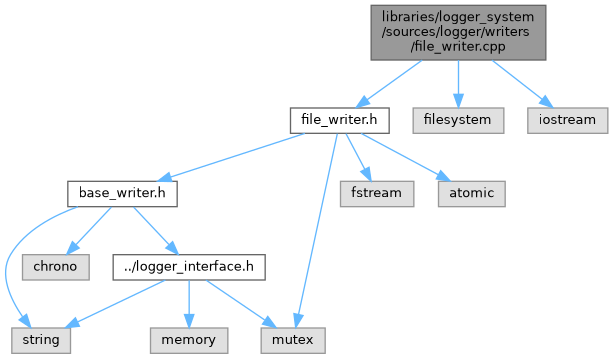 libraries/logger_system
/sources/logger/writers
/file_writer.cpp
file_writer.h
filesystem
iostream
base_writer.h
fstream
atomic
chrono
../logger_interface.h
string
memory
mutex